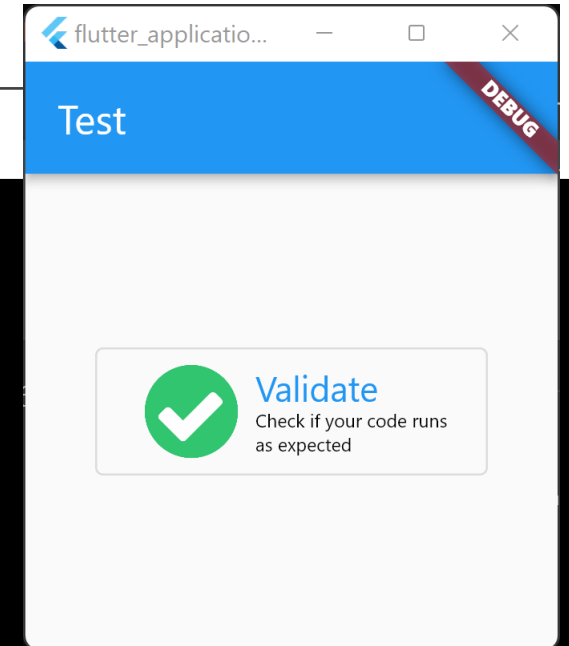 flutter_applicatio...
DEBUG
Test
Validate
Check if your code runs
as expected